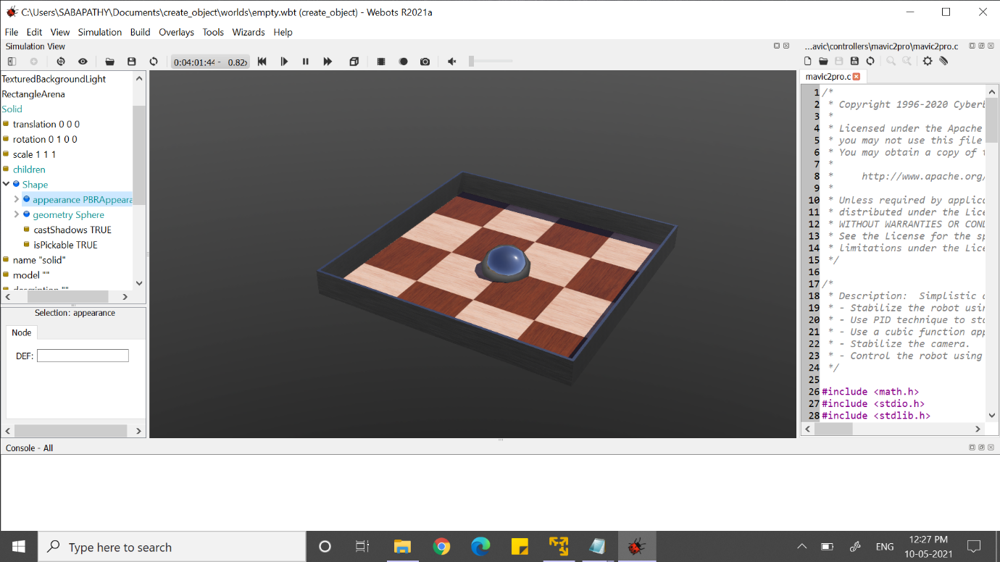 C:\Users\SABAPATHY\Documents\create_object\worlds\empty.wbt (create_object) - Webots R2021a
File Edit View Simulation Build Overlays Tools Wizards Help
Simulation View
...avic\controllers\mavic2pro\mavic2pro.c
0:04:01:44 - 0.82x
mavic2pro.c
TexturedBackgroundLight
RectangleArena
Solid
translation 0 0 0
rotation 0 1 0 0
scale 1 1 1
children
Shape
appearance PBRAppeara
geometry Sphere
castShadows TRUE
isPickable TRUE
name "solid"
model ""
description ""
Selection: appearance
Node
DEF:
1 /*
2 * Copyright 1996-2020 Cyberb
3 *
4 * Licensed under the Apache
5 * you may not use this file
6 * You may obtain a copy of t
7 *
8 * http://www.apache.org/
9 *
10 * Unless required by applica
11 * distributed under the Lice
12 * WITHOUT WARRANTIES OR COND
13 * See the License for the sp
14 * limitations under the Lice
15 */
16
17 /*
18 * Description: Simplistic d
19 * - Stabilize the robot usin
20 * - Use PID technique to sta
21 * - Use a cubic function app
22 * - Stabilize the camera.
23 * - Control the robot using
24 */
25
26 #include <math.h>
27 #include <stdio.h>
28 #include <stdlib.h>
Console - All
Type here to search
ENG
12:27 PM
10-05-2021